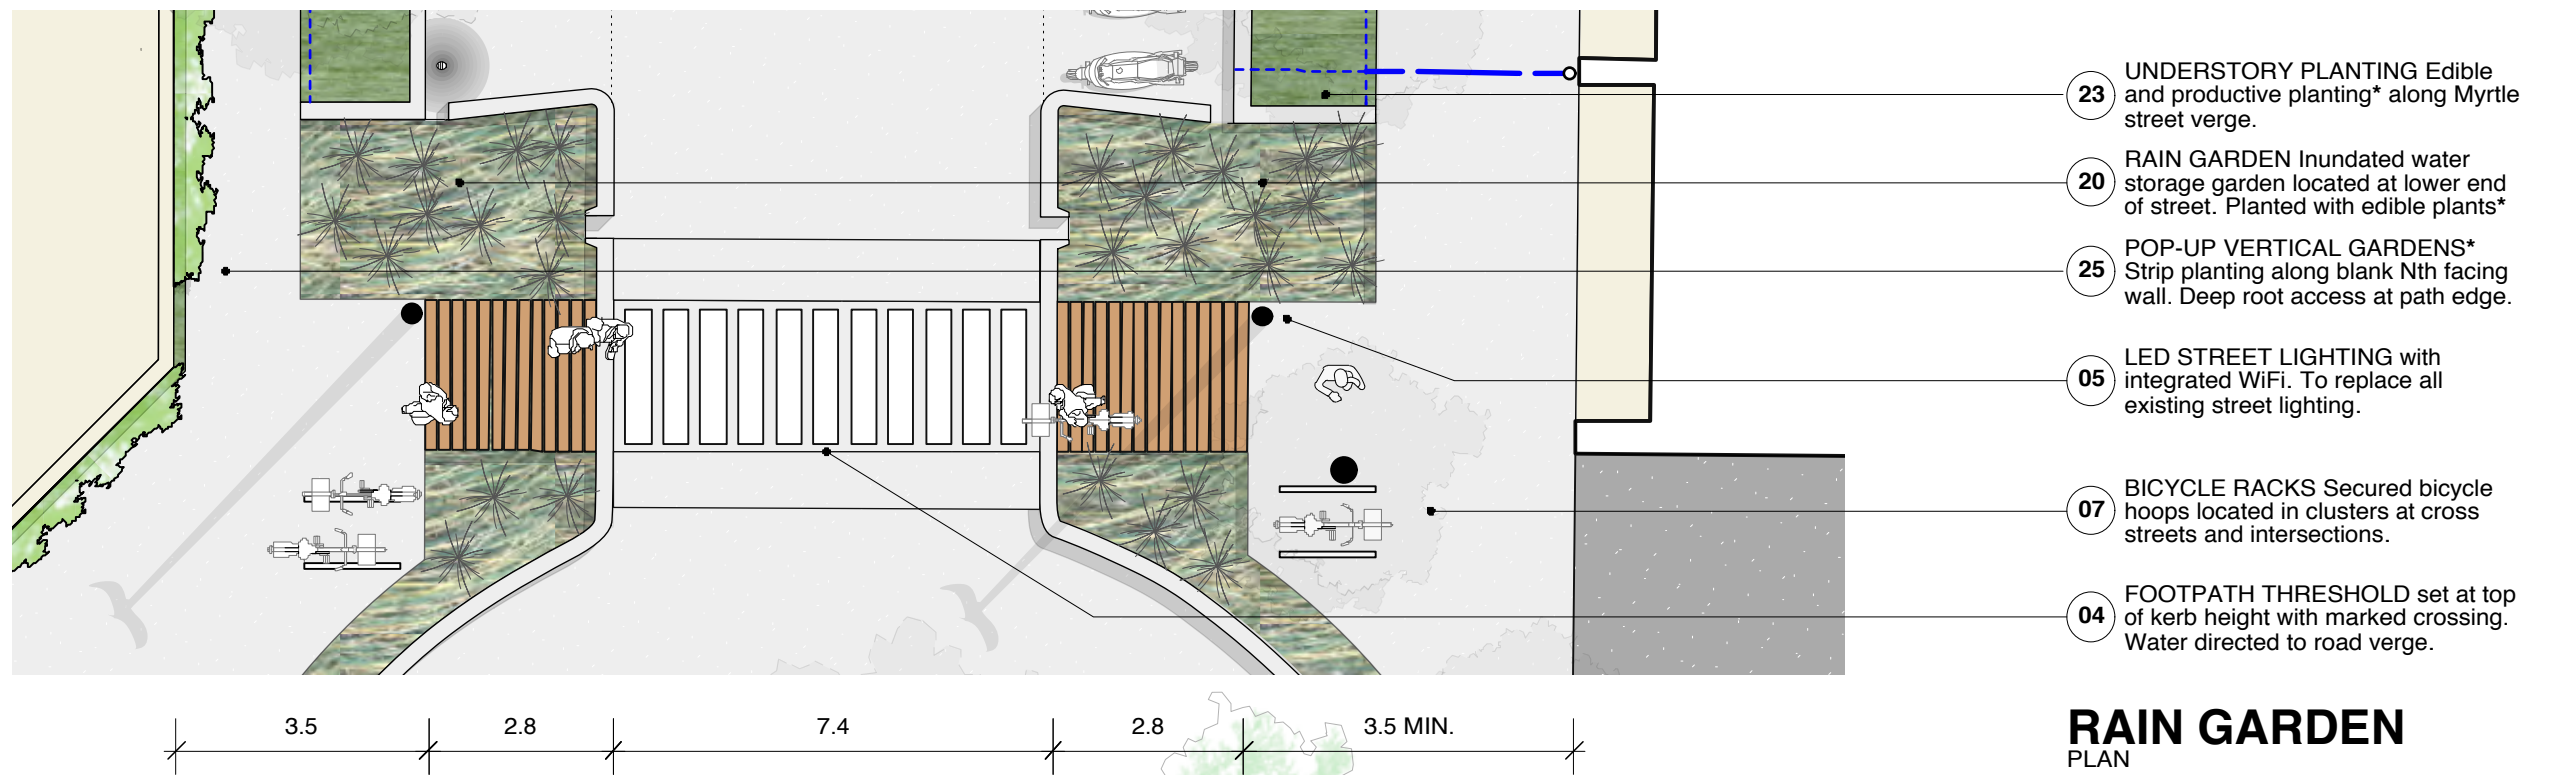 23
UNDERSTORY PLANTING Edible
and productive planting* along Myrtle
street verge.
20
RAIN GARDEN Inundated water
storage garden located at lower end
of street. Planted with edible plants*
25
POP-UP VERTICAL GARDENS*
Strip planting along blank Nth facing
wall. Deep root access at path edge.
05
LED STREET LIGHTING with
integrated WiFi. To replace all
existing street lighting.
07
BICYCLE RACKS Secured bicycle
hoops located in clusters at cross
streets and intersections.
04
FOOTPATH THRESHOLD set at top
of kerb height with marked crossing.
Water directed to road verge.
3.5 2.8 7.4 2.8 3.5 MIN.
RAIN GARDEN
PLAN